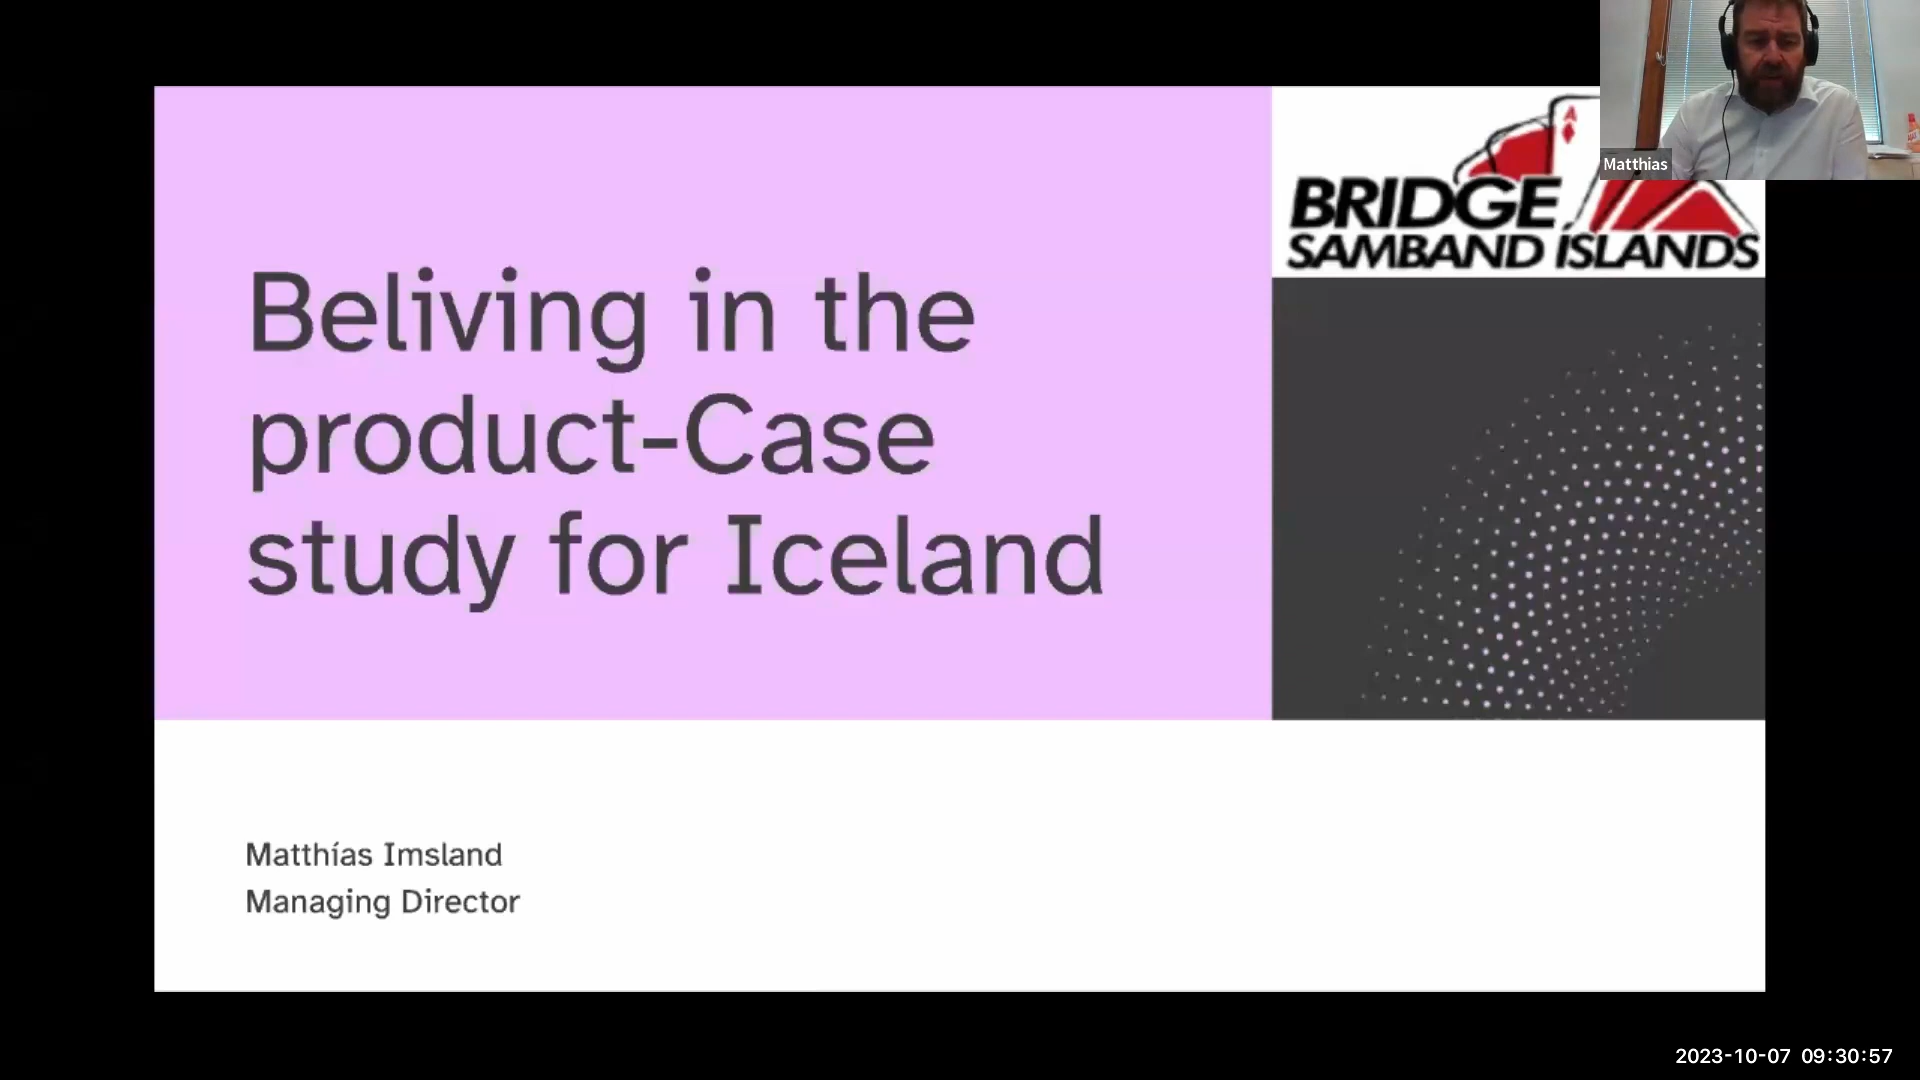 A
BRIDGE
SAMBAND ÍSLANDS
Matthias
Beliving in the
product-Case
study for Iceland
Matthías Imsland
Managing Director
2023-10-07 09:30:57